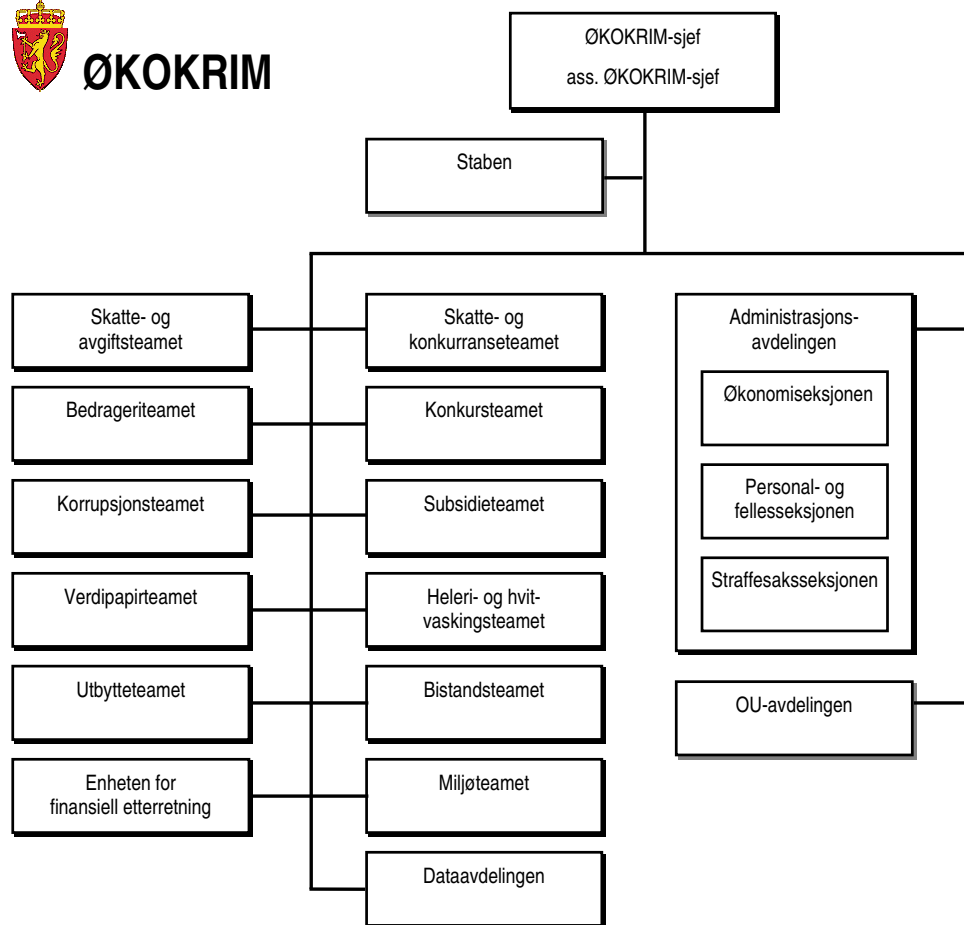 ØKOKRIM
ØKOKRIM-sjef
ass. ØKOKRIM-sjef
Staben
Skatte- og
avgiftsteamet
Skatte- og
konkurranseteamet
Administrasjons-
avdelingen
Bedrageriteamet
Konkursteamet
Økonomiseksjonen
Korrupsjonsteamet
Subsidieteamet
Personal- og
fellesseksjonen
Verdipapirteamet
Heleri- og hvit-
vaskingsteamet
Straffesaksseksjonen
Utbytteteamet
Bistandsteamet
OU-avdelingen
Enheten for
finansiell etterretning
Miljøteamet
Dataavdelingen